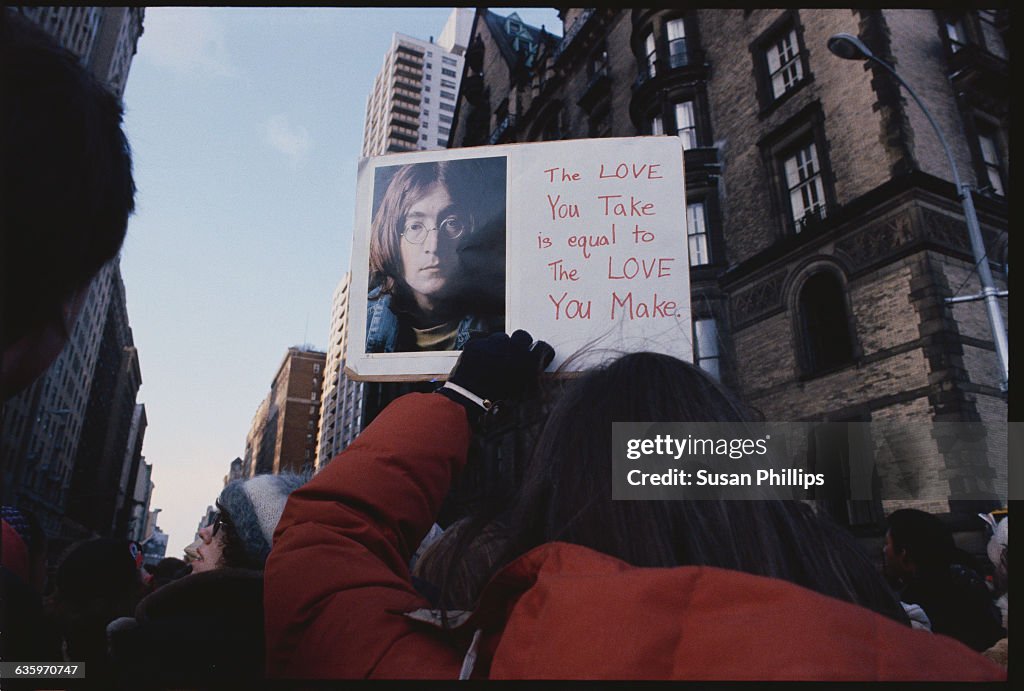 The LOVE
You Take
is equal to
The LOVE
You Make.
gettyimages®
Credit: Susan Phillips
635970747